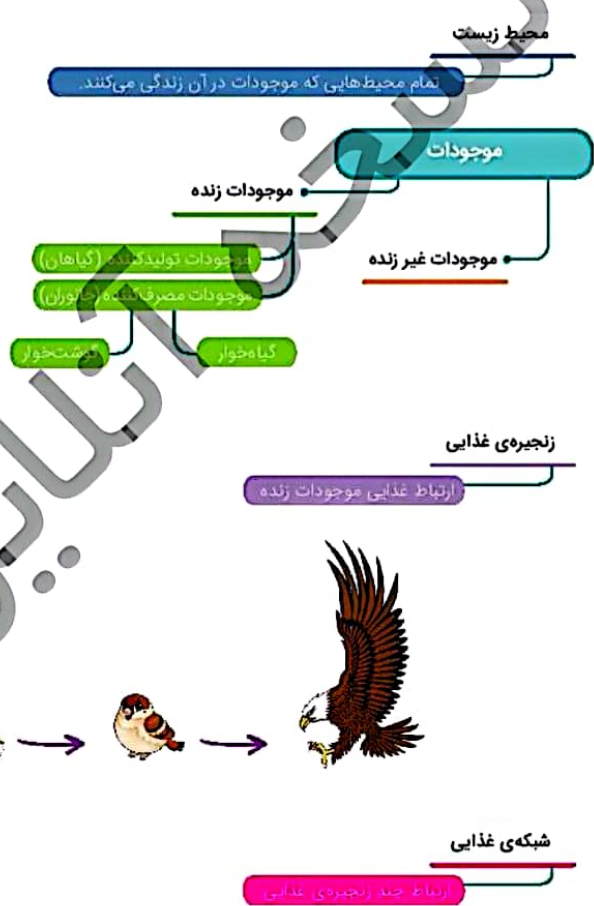 محیط زیست
تمام محیط‌هایی که موجودات در آن زندگی می‌کنند.
موجودات
موجودات زنده
موجودات غیر زنده
موجودات تولیدکننده (گیاهان)
موجودات مصرف‌کننده (جانوران)
گیاه‌خوار
گوشت‌خوار
زنجیره‌ی غذایی
ارتباط غذایی موجودات زنده
شبکه‌ی غذایی
ارتباط چند زنجیره‌ی غذایی
نسخه آنلاین